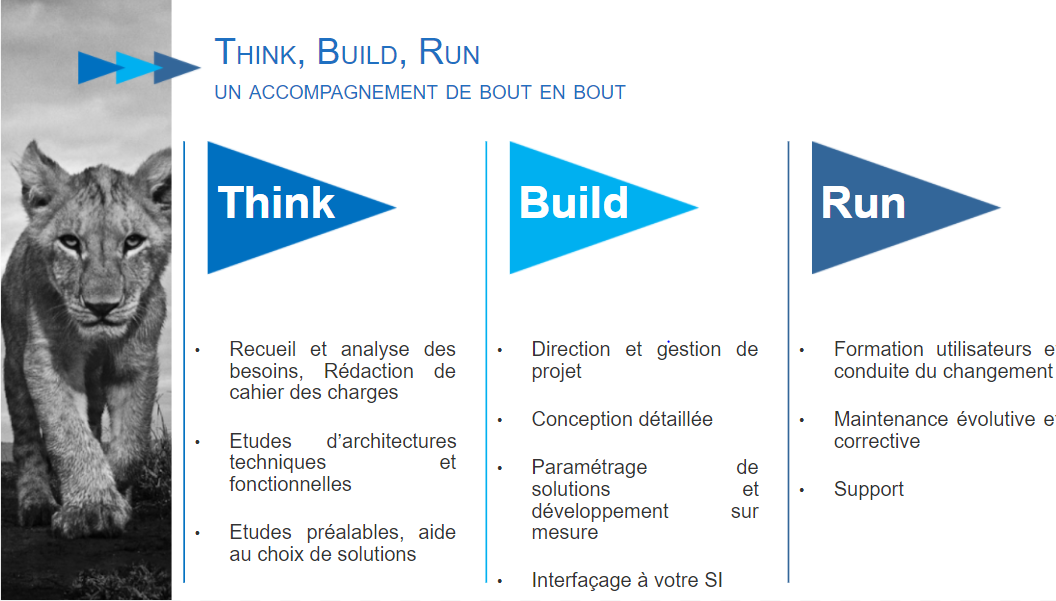 Think, Build, Run
un accompagnement de bout en bout
Think
Recueil et analyse des
besoins, Rédaction de
cahier des charges
Etudes d’architectures
techniques et
fonctionnelles
Etudes préalables, aide
au choix de solutions
Build
Direction et gestion de
projet
Conception détaillée
Paramétrage de
solutions et
développement sur
mesure
Interfaçage à votre SI
Run
Formation utilisateurs e
conduite du changement
Maintenance évolutive e
corrective
Support